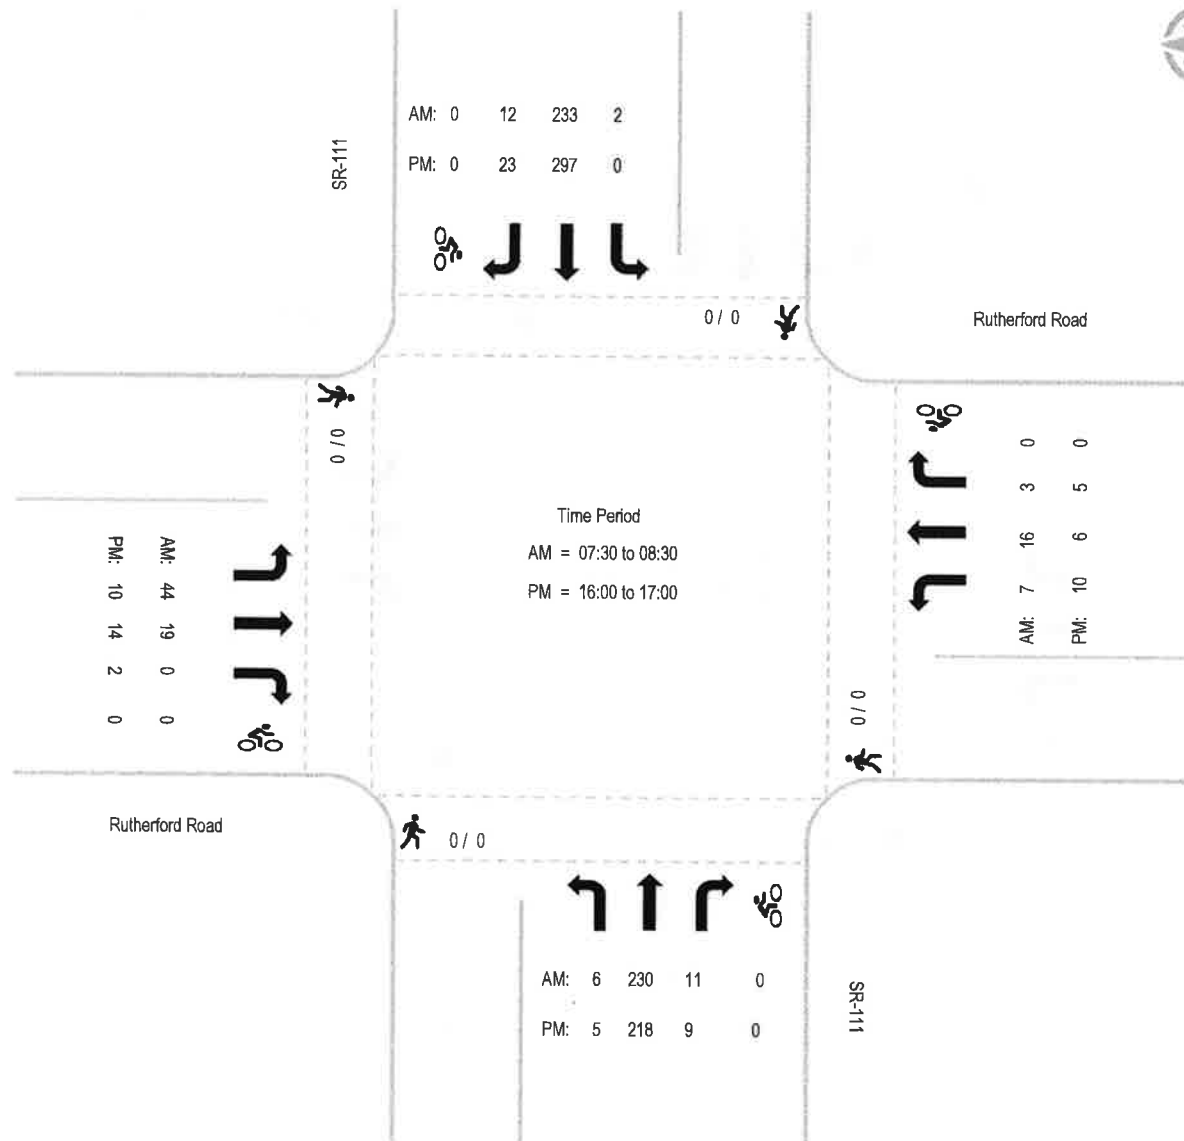 AM: 0 12 233 2
PM: 0 23 297 0
SR-111
0 / 0
Rutherford Road
0 / 0
AM: 7 16 3 0
PM: 10 6 5 0
Time Period
AM = 07:30 to 08:30
PM = 16:00 to 17:00
AM: 44 19 0 0
PM: 10 14 2 0
0 / 0
Rutherford Road
0 / 0
AM: 6 230 11 0
PM: 5 218 9 0
SR-111